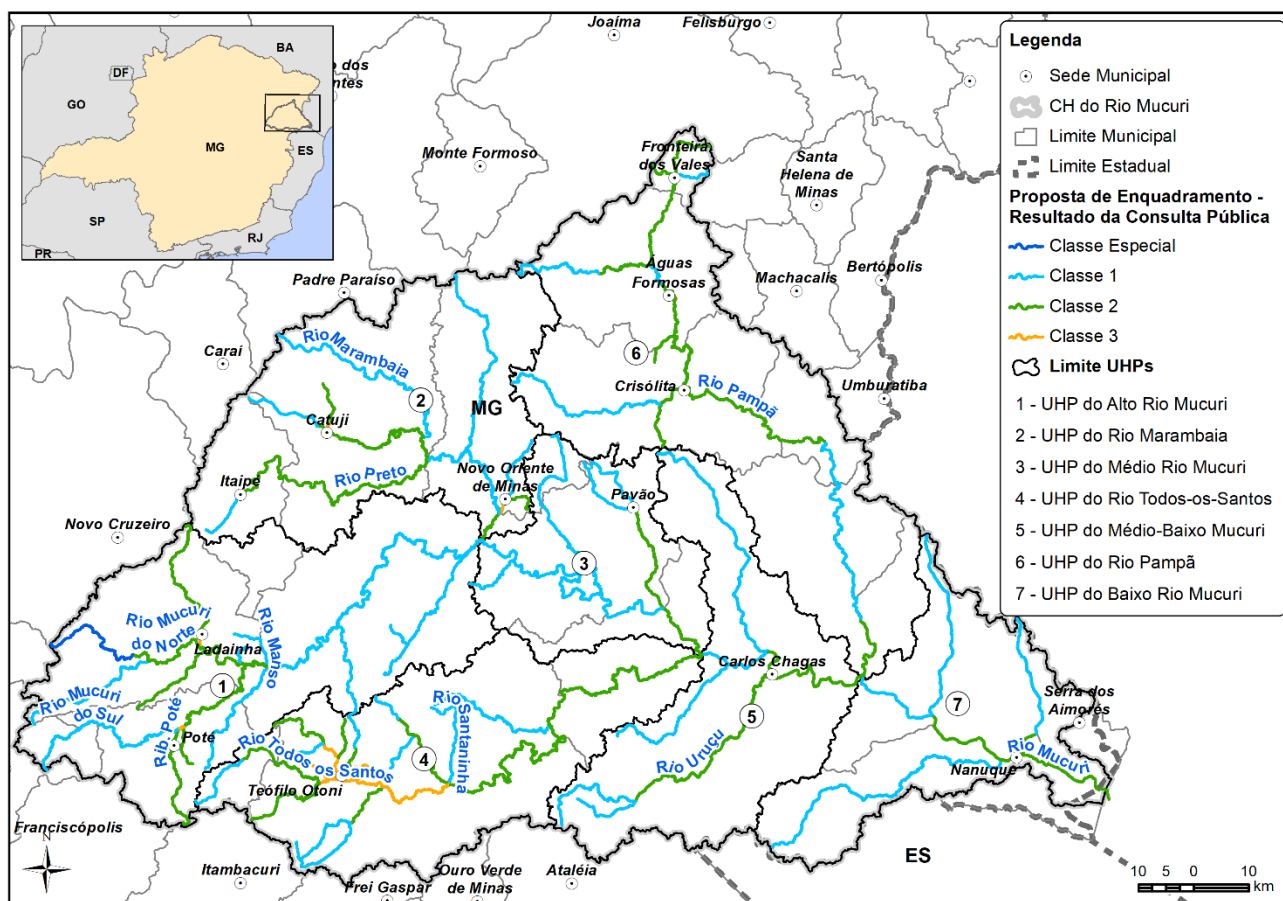 BA
DF
GO
MG
ES
SP
RJ
PR
dos
ntes
Joaíma
Felisburgo
Monte Formoso
Fronteira
dos Vales
Santa
Helena de
Minas
Padre Paraíso
Águas
Formosas
Machacalis
Bertópolis
Caraí
Rio Marambaia
2
MG
6
Crisólita
Rio Pampã
Umburatiba
Catuji
Rio Preto
Itaipé
Novo Oriente
de Minas
Pavão
Novo Cruzeiro
3
Rio Mucuri
do Norte
Ladainha
Rio Manso
1
Rio Mucuri
do Sul
Rib. Poté
Poté
Rio Todos os Santos
4
Rio Santaninha
Teófilo Otoni
Carlos Chagas
5
Rio Uruçu
7
Serra dos
Aimorés
Rio Mucuri
Nanuque
Franciscópolis
N
Itambacuri
Frei Gaspar
Ouro Verde
de Minas
Ataléia
ES
10 5 0 10
km
Legenda
Sede Municipal
CH do Rio Mucuri
Limite Municipal
Limite Estadual
Proposta de Enquadramento -
Resultado da Consulta Pública
Classe Especial
Classe 1
Classe 2
Classe 3
Limite UHPs
1 - UHP do Alto Rio Mucuri
2 - UHP do Rio Marambaia
3 - UHP do Médio Rio Mucuri
4 - UHP do Rio Todos-os-Santos
5 - UHP do Médio-Baixo Mucuri
6 - UHP do Rio Pampã
7 - UHP do Baixo Rio Mucuri